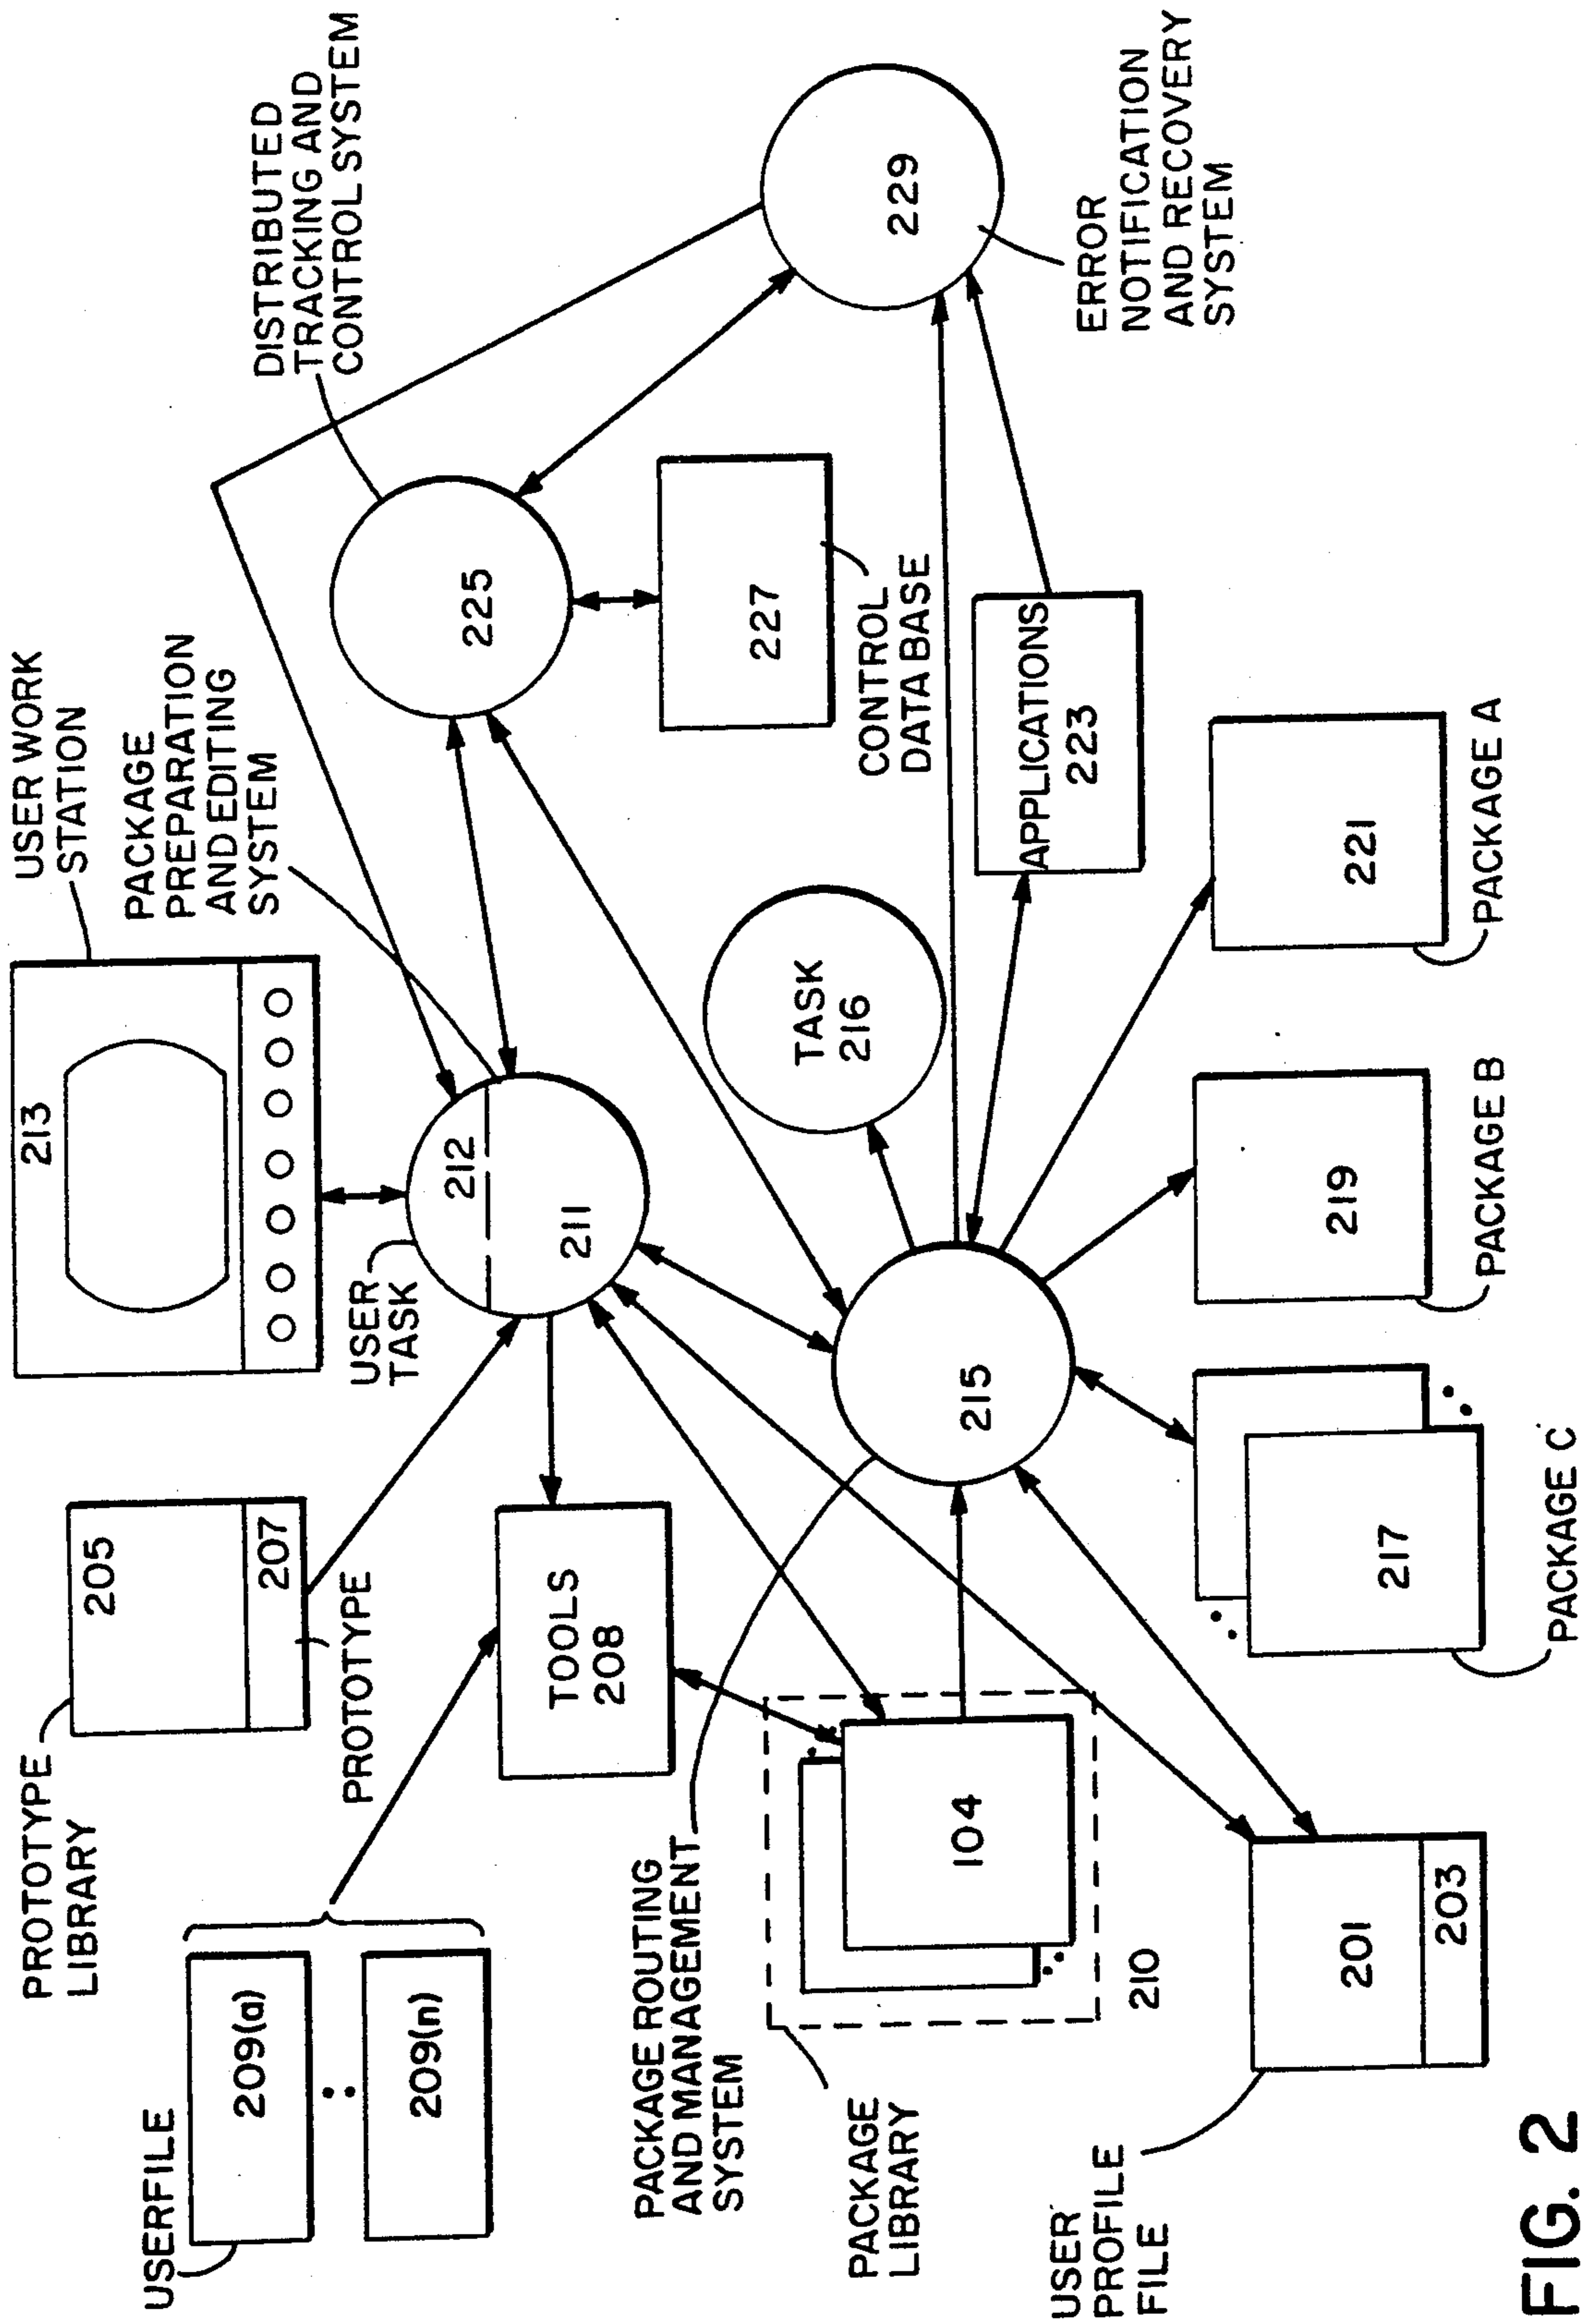 PROTOTYPE
LIBRARY
205
207
PROTOTYPE
USERFILE
209(a)
209(n)
TOOLS
208
213
USER WORK
STATION
PACKAGE
PREPARATION
AND EDITING
SYSTEM
USER
TASK
212
211
DISTRIBUTED
TRACKING AND
CONTROL SYSTEM
225
227
CONTROL
DATA BASE
229
ERROR
NOTIFICATION
AND RECOVERY
SYSTEM
PACKAGE ROUTING
AND MANAGEMENT
SYSTEM
215
TASK
216
APPLICATIONS
223
PACKAGE
LIBRARY
104
210
USER
PROFILE
FILE
201
203
217
PACKAGE C
219
PACKAGE B
221
PACKAGE A
FIG. 2